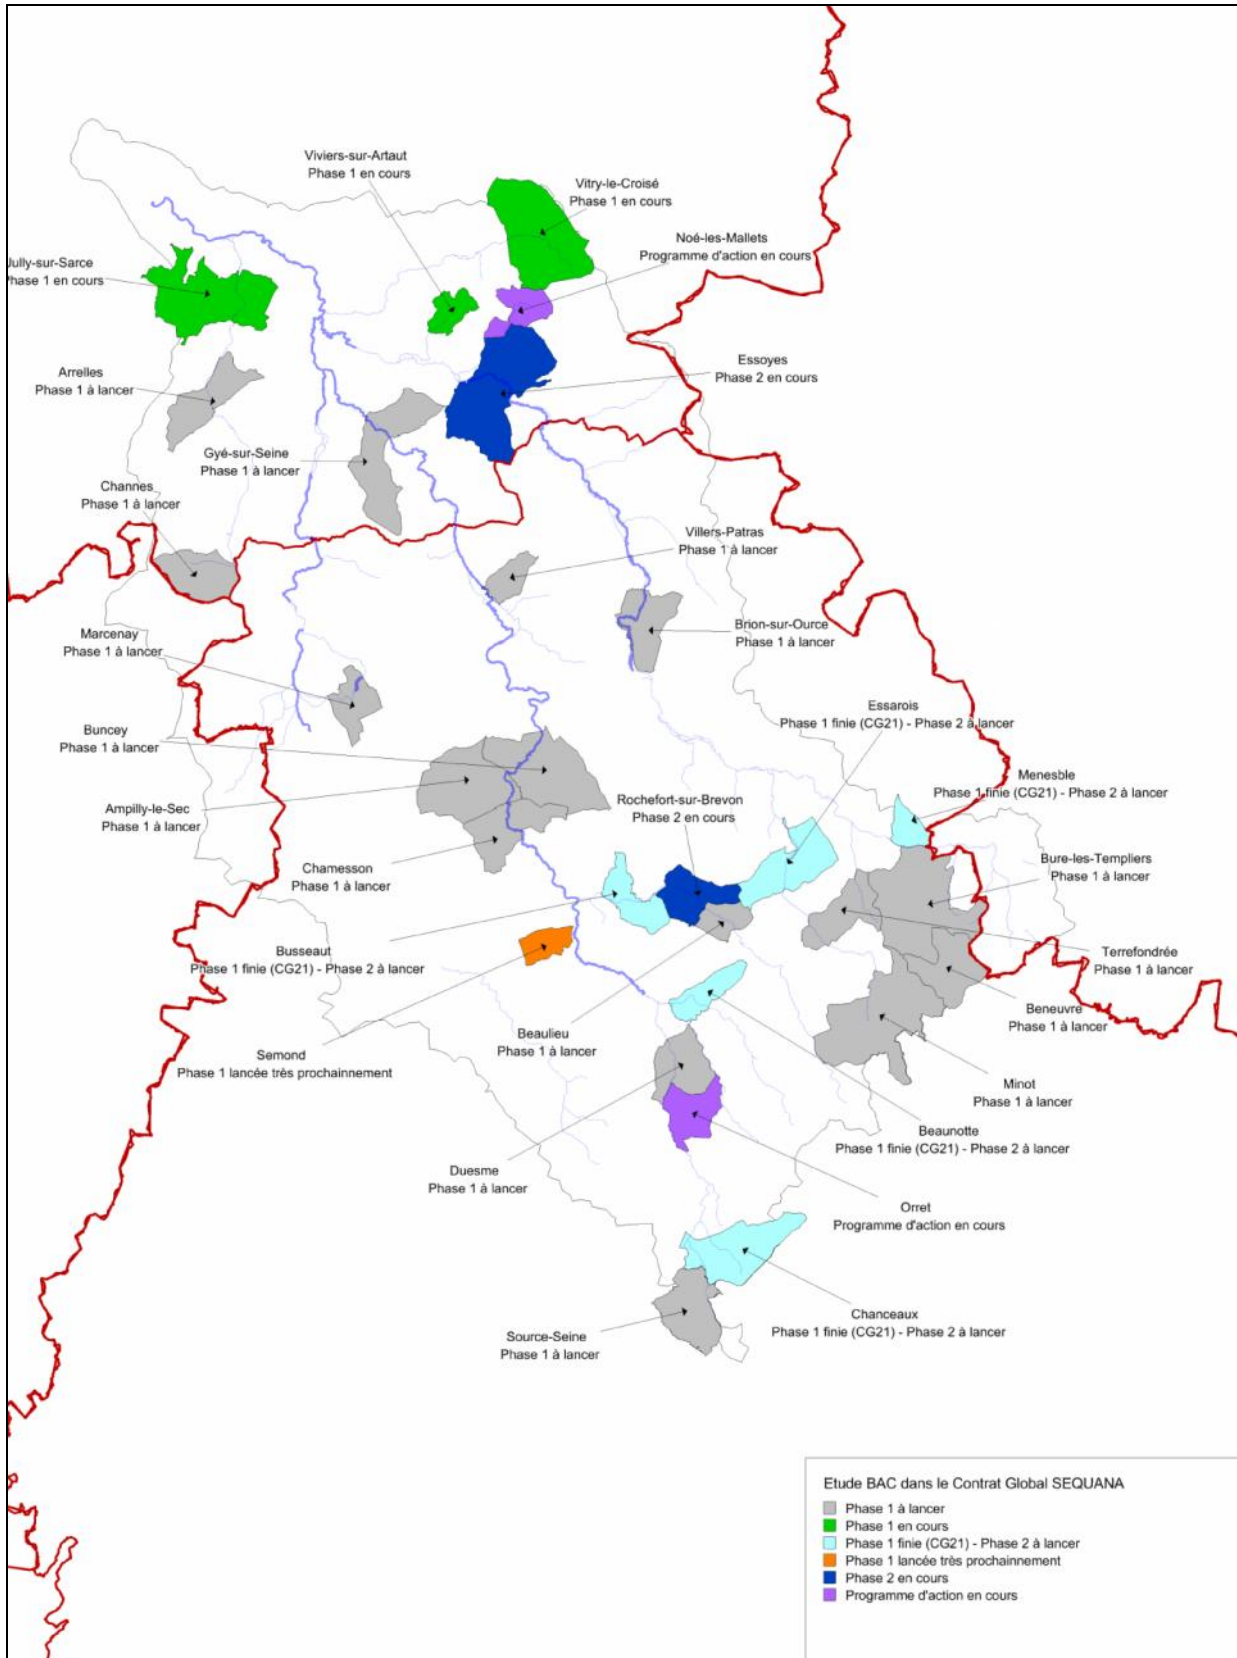 Viviers-sur-Artaut
Phase 1 en cours
Vitry-le-Croisé
Phase 1 en cours
Noé-les-Mallets
Programme d'action en cours
Jully-sur-Sarce
Phase 1 en cours
Arrelles
Phase 1 à lancer
Essoyes
Phase 2 en cours
Gyé-sur-Seine
Phase 1 à lancer
Channes
Phase 1 à lancer
Villers-Patras
Phase 1 à lancer
Brion-sur-Ource
Phase 1 à lancer
Marcenay
Phase 1 à lancer
Essarois
Phase 1 finie (CG21) - Phase 2 à lancer
Buncey
Phase 1 à lancer
Menesble
Phase 1 finie (CG21) - Phase 2 à lancer
Ampilly-le-Sec
Phase 1 à lancer
Rochefort-sur-Brevon
Phase 2 en cours
Chamesson
Phase 1 à lancer
Bure-les-Templiers
Phase 1 à lancer
Busseaut
Phase 1 finie (CG21) - Phase 2 à lancer
Terrefondrée
Phase 1 à lancer
Beneuvre
Phase 1 à lancer
Beaulieu
Phase 1 à lancer
Semond
Phase 1 lancée très prochainnement
Minot
Phase 1 à lancer
Beaunotte
Phase 1 finie (CG21) - Phase 2 à lancer
Duesme
Phase 1 à lancer
Orret
Programme d'action en cours
Chanceaux
Phase 1 finie (CG21) - Phase 2 à lancer
Source-Seine
Phase 1 à lancer
Etude BAC dans le Contrat Global SEQUANA
Phase 1 à lancer
Phase 1 en cours
Phase 1 finie (CG21) - Phase 2 à lancer
Phase 1 lancée très prochainnement
Phase 2 en cours
Programme d'action en cours